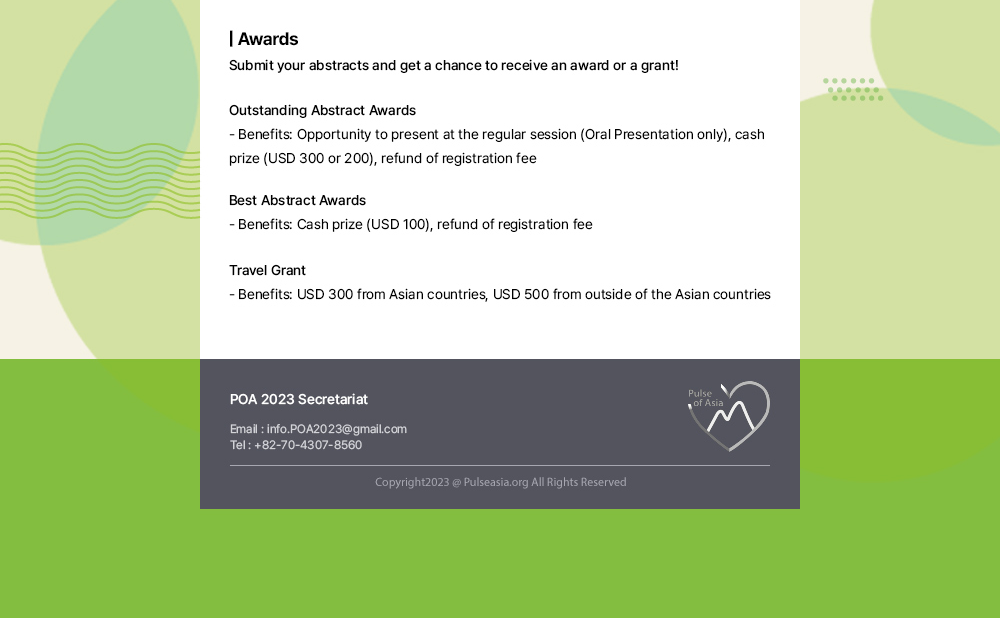 | Awards
Submit your abstracts and get a chance to receive an award or a grant!
Outstanding Abstract Awards
- Benefits: Opportunity to present at the regular session (Oral Presentation only), cash
prize (USD 300 or 200), refund of registration fee
Best Abstract Awards
- Benefits: Cash prize (USD 100), refund of registration fee
Travel Grant
- Benefits: USD 300 from Asian countries, USD 500 from outside of the Asian countries
POA 2023 Secretariat
Email : info.POA2023@gmail.com
Tel : +82-70-4307-8560
Pulse
of Asia
Copyright2023 @ Pulseasia.org All Rights Reserved